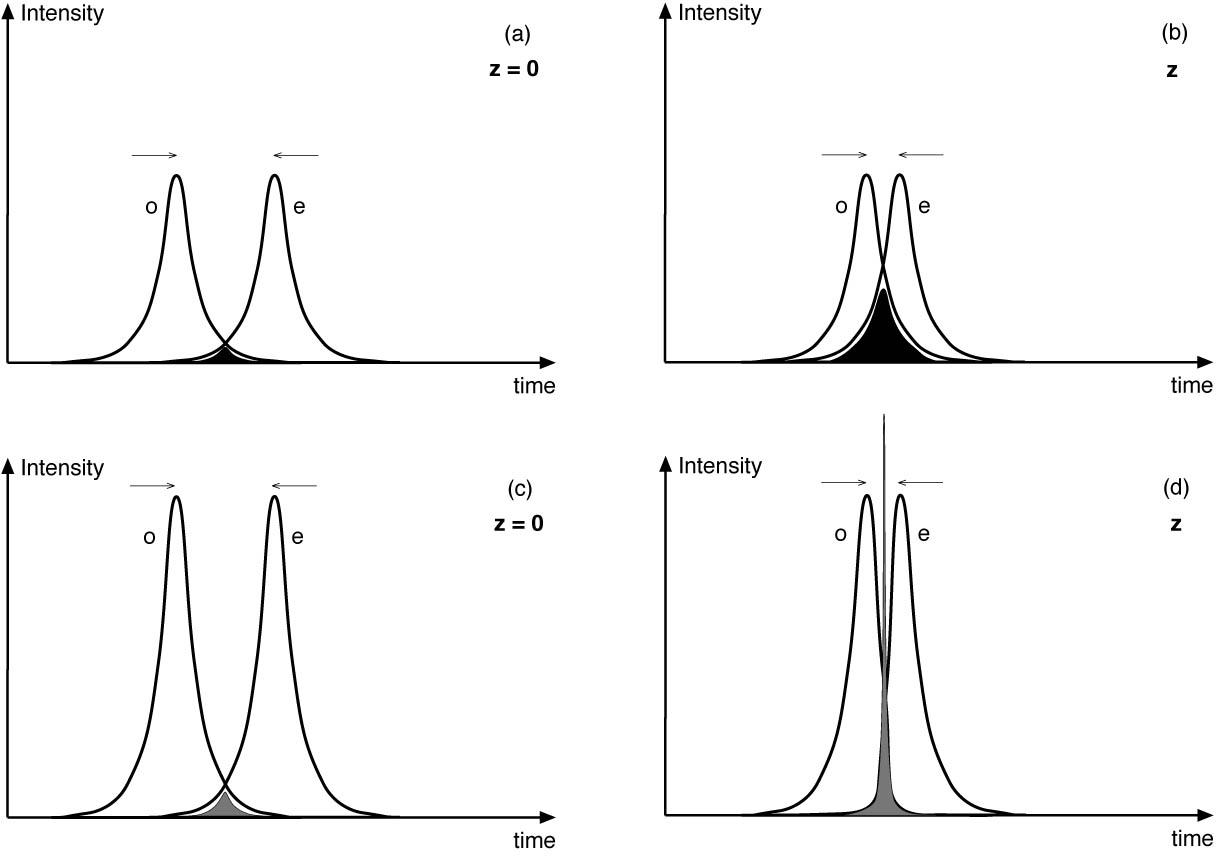 Intensity
(a)
z = 0
o
e
time
Intensity
(b)
z
o
e
time
Intensity
(c)
z = 0
o
e
time
Intensity
(d)
z
o
e
time